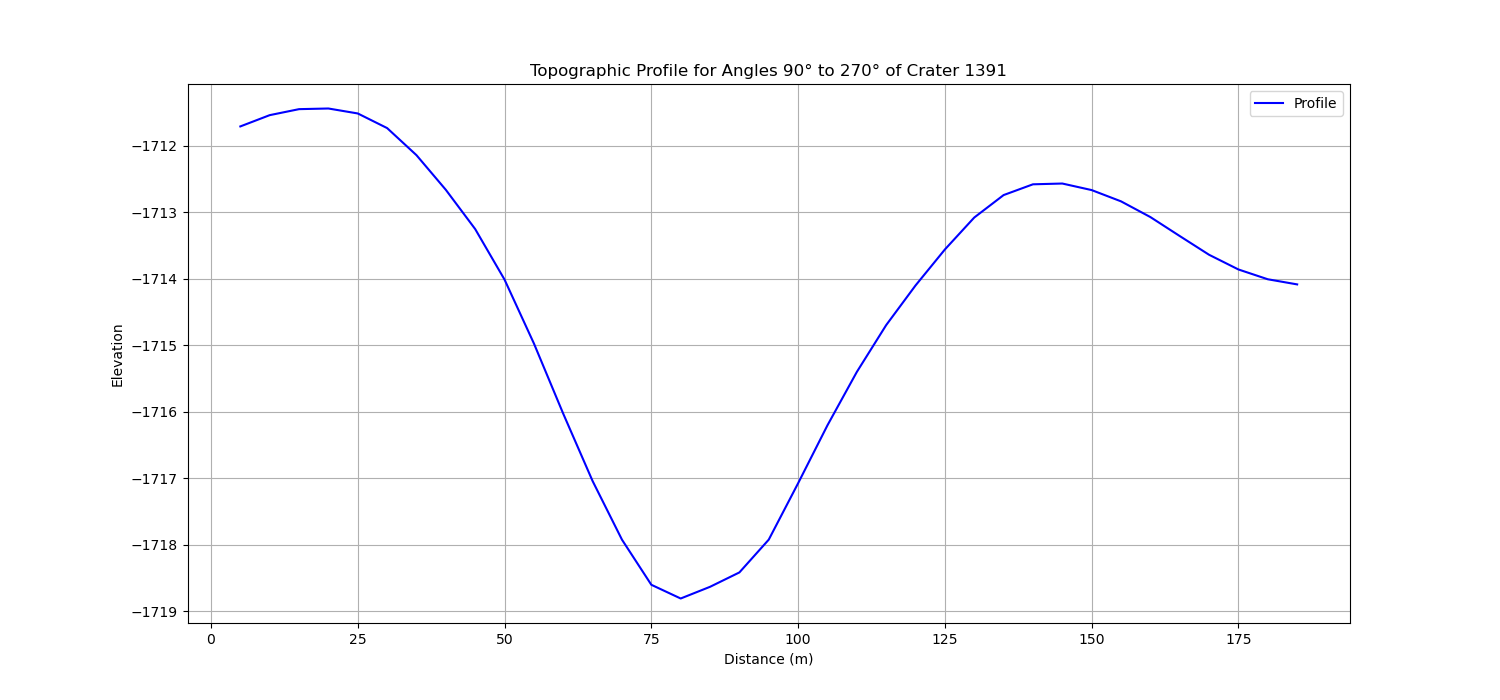 Topographic Profile for Angles 90° to 270° of Crater 1391
Profile
−1712
−1713
−1714
−1715
−1716
−1717
−1718
−1719
Elevation
0 25 50 75 100 125 150 175
Distance (m)